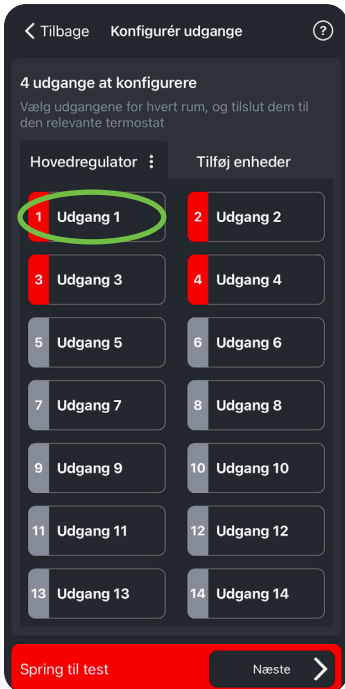 Tilbage Konfigurér udgange ?
4 udgange at konfigurere
Vælg udgangene for hvert rum, og tilslut dem til
den relevante termostat
Hovedregulator Tilføj enheder
1 Udgang 1 2 Udgang 2
3 Udgang 3 4 Udgang 4
5 Udgang 5 6 Udgang 6
7 Udgang 7 8 Udgang 8
9 Udgang 9 10 Udgang 10
11 Udgang 11 12 Udgang 12
13 Udgang 13 14 Udgang 14
Spring til test Næste